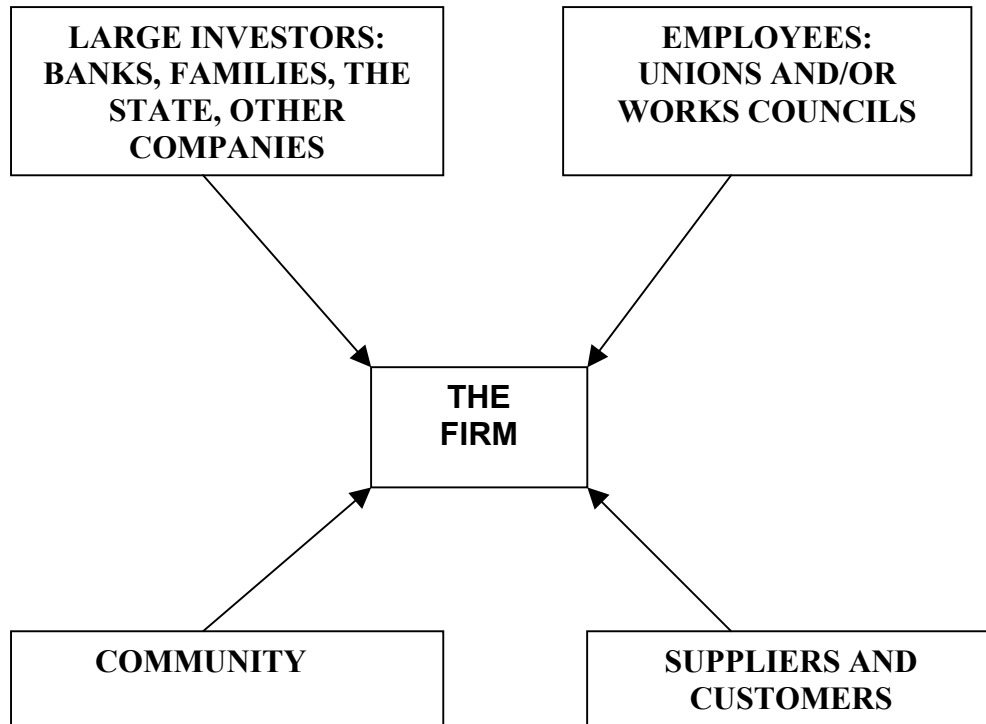 LARGE INVESTORS:
BANKS, FAMILIES, THE
STATE, OTHER
COMPANIES
EMPLOYEES:
UNIONS AND/OR
WORKS COUNCILS
THE
FIRM
COMMUNITY
SUPPLIERS AND
CUSTOMERS